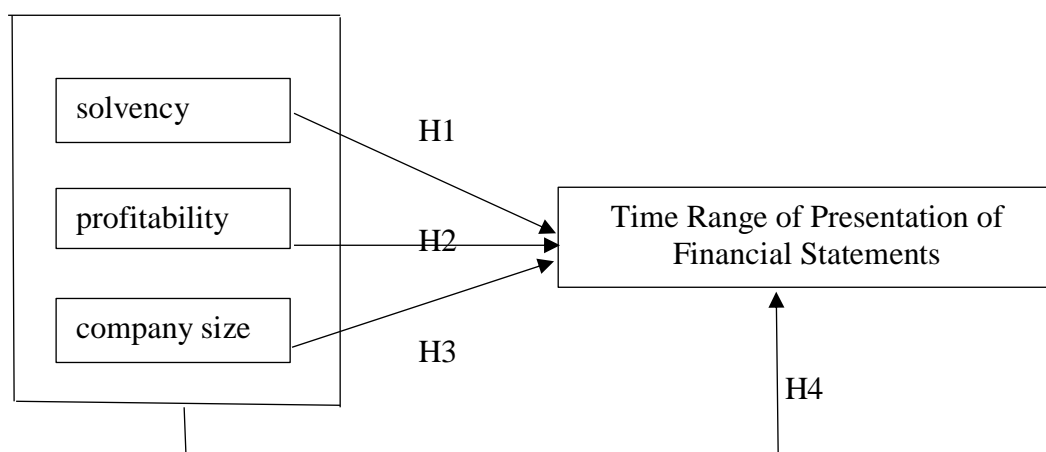 solvency
H1
profitability
H2
Time Range of Presentation of
Financial Statements
company size
H3
H4